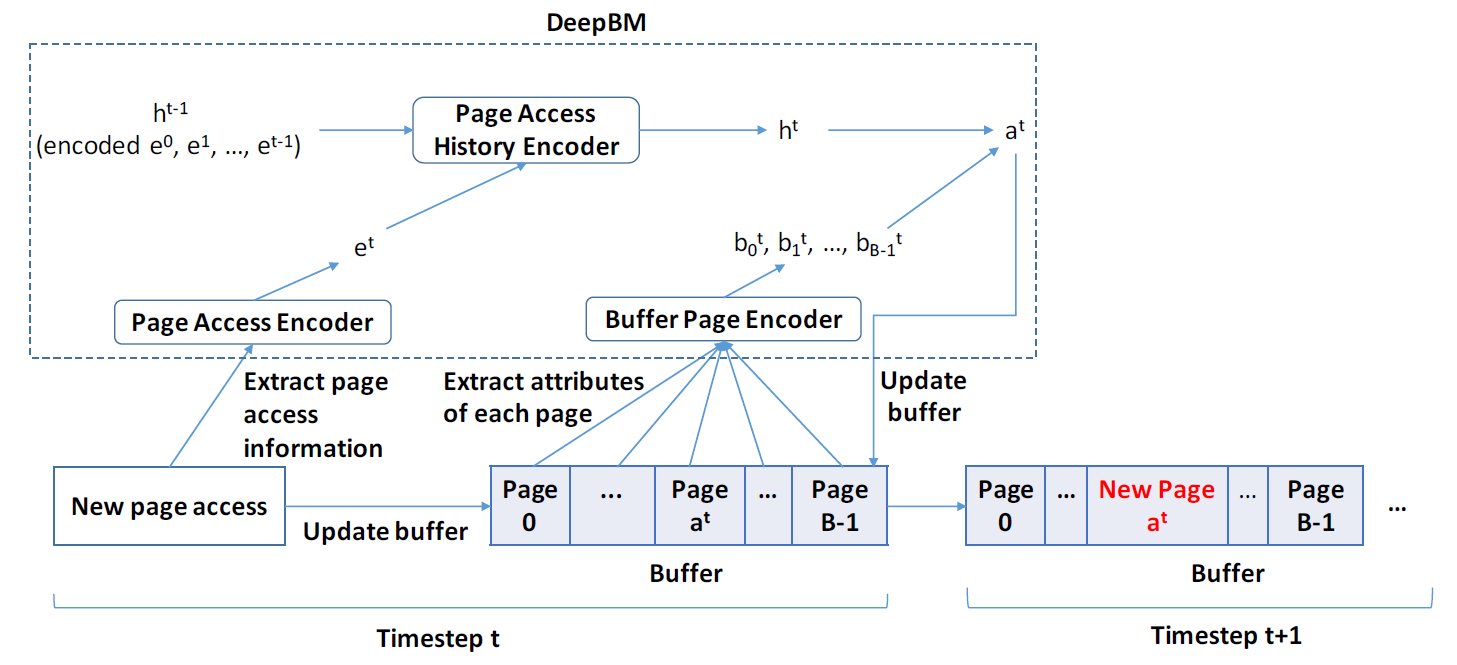 DeepBM
h^t-1
(encoded e^0, e^1, ..., e^t-1)
Page Access
History Encoder
h^t
a^t
e^t
b_0^t, b_1^t, ..., b_B-1^t
Page Access Encoder
Buffer Page Encoder
Extract page
access
information
Extract attributes
of each page
Update
buffer
New page access
Update buffer
Page
0
...
Page
a^t
...
Page
B-1
Page
0
...
New Page
a^t
...
Page
B-1
...
Buffer
Buffer
Timestep t
Timestep t+1